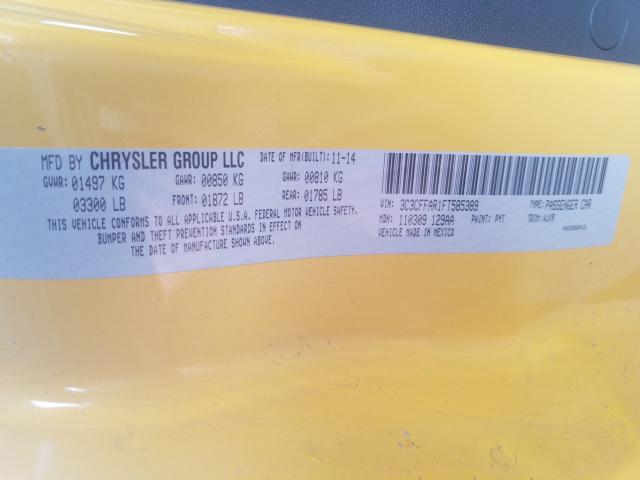 MFD BY CHRYSLER GROUP LLC DATE OF MFR(BUILT): 11-14
GVWR: 01497 KG GAWR: 00850 KG GAWR: 00810 KG
03300 LB FRONT: 01872 LB REAR: 01785 LB
THIS VEHICLE CONFORMS TO ALL APPLICABLE U.S.A. FEDERAL MOTOR VEHICLE SAFETY,
BUMPER AND THEFT PREVENTION STANDARDS IN EFFECT ON
THE DATE OF MANUFACTURE SHOWN ABOVE.
VIN: 3C3CFFAR1FT585389 TYPE: PASSENGER CAR
MDH: 110309 129AA PAINT: PYT TRIM: AUX9
VEHICLE MADE IN MEXICO